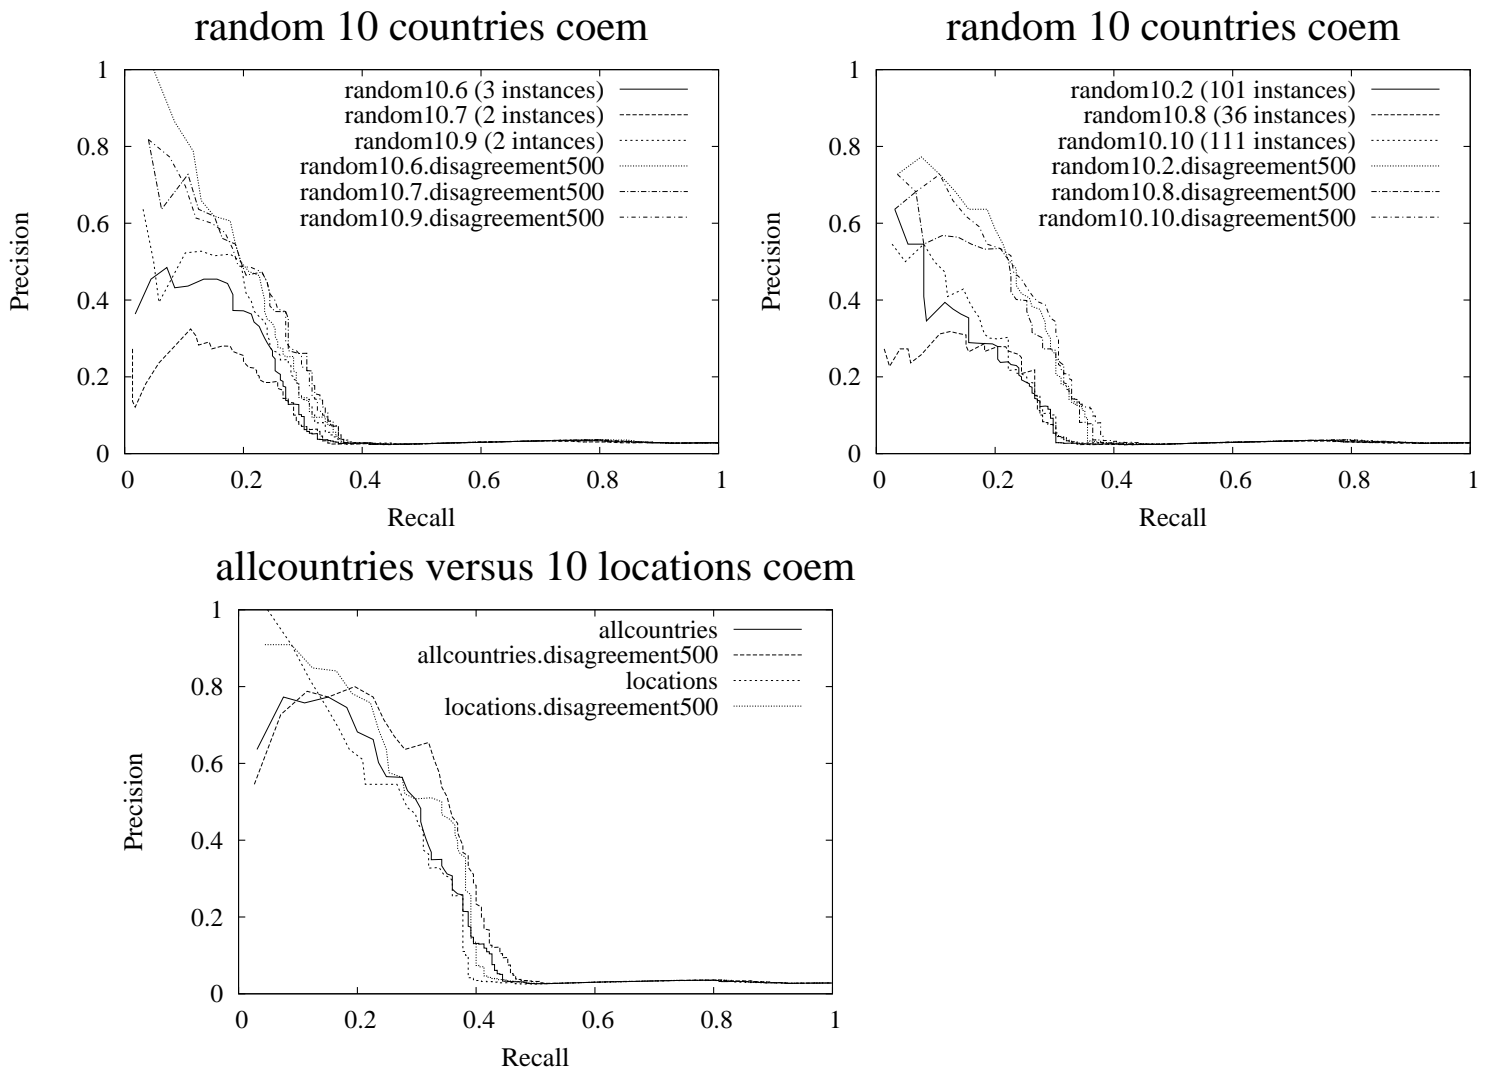 random 10 countries coem
1
0.8
0.6
0.4
0.2
0
Precision
random10.6 (3 instances)
random10.7 (2 instances)
random10.9 (2 intances)
random10.6.disagreement500
random10.7.disagreement500
random10.9.disagreement500
0 0.2 0.4 0.6 0.8 1
Recall
random 10 countries coem
1
0.8
0.6
0.4
0.2
0
Precision
random10.2 (101 instances)
random10.8 (36 instances)
random10.10 (111 instances)
random10.2.disagreement500
random10.8.disagreement500
random10.10.disagreement500
0 0.2 0.4 0.6 0.8 1
Recall
allcountries versus 10 locations coem
1
0.8
0.6
0.4
0.2
0
Precision
allcountries
allcountries.disagreement500
locations
locations.disagreement500
0 0.2 0.4 0.6 0.8 1
Recall